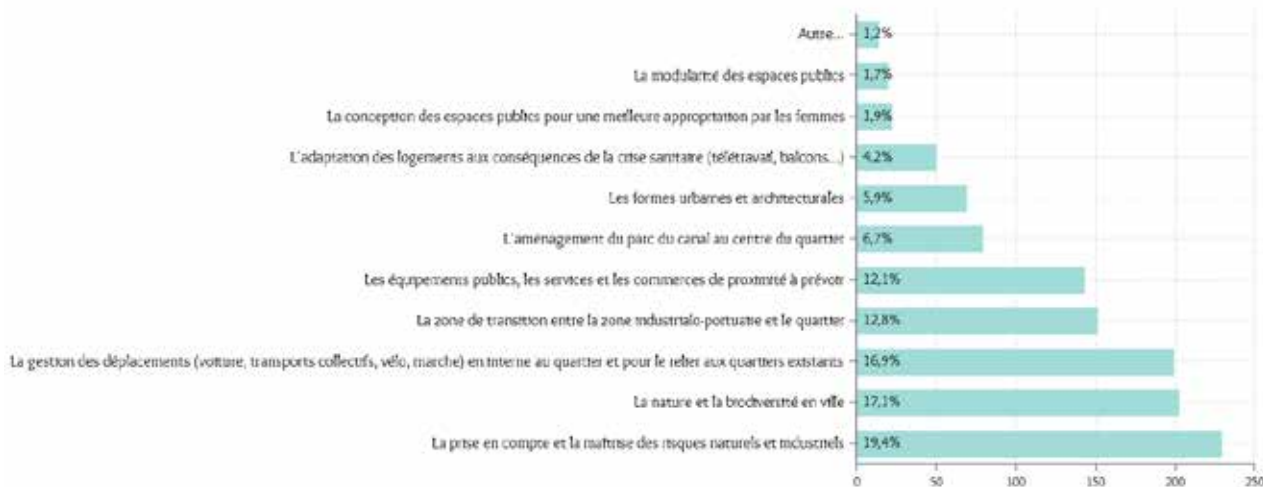 Autre... 1,2%
La modularité des espaces publics 1,7%
La conception des espaces publics pour une meilleure appropriation par les femmes 1,9%
L'adaptation des logements aux conséquences de la crise sanitaire (télétravail, balcons...) 4,2%
Les formes urbaines et architecturales 5,9%
L'aménagement du parc du canal au centre du quartier 6,7%
Les équipements publics, les services et les commerces de proximité à prévoir 12,1%
La zone de transition entre la zone industrialo-portuaire et le quartier 12,8%
La gestion des déplacements (voiture, transports collectifs, vélo, marche) en interne au quartier et pour le relier aux quartiers existants 16,9%
La nature et la biodiversité en ville 17,1%
La prise en compte et la maîtrise des risques naturels et industriels 19,4%
0 50 100 150 200 250